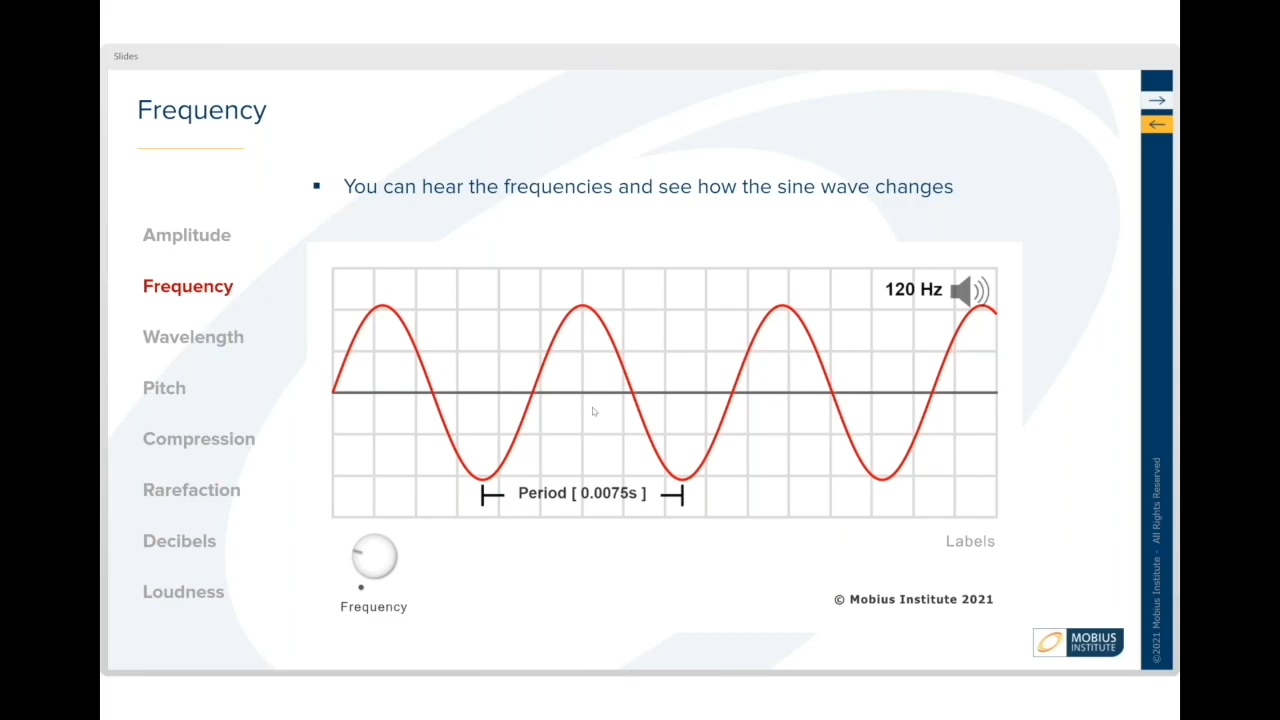 Slides
Frequency
▪ You can hear the frequencies and see how the sine wave changes
Amplitude
Frequency
Wavelength
Pitch
Compression
Rarefaction
Decibels
Loudness
120 Hz
Period [ 0.0075s ]
Labels
Frequency
© Mobius Institute 2021
MOBIUS
INSTITUTE
©2021 Mobius Institute - All Rights Reserved